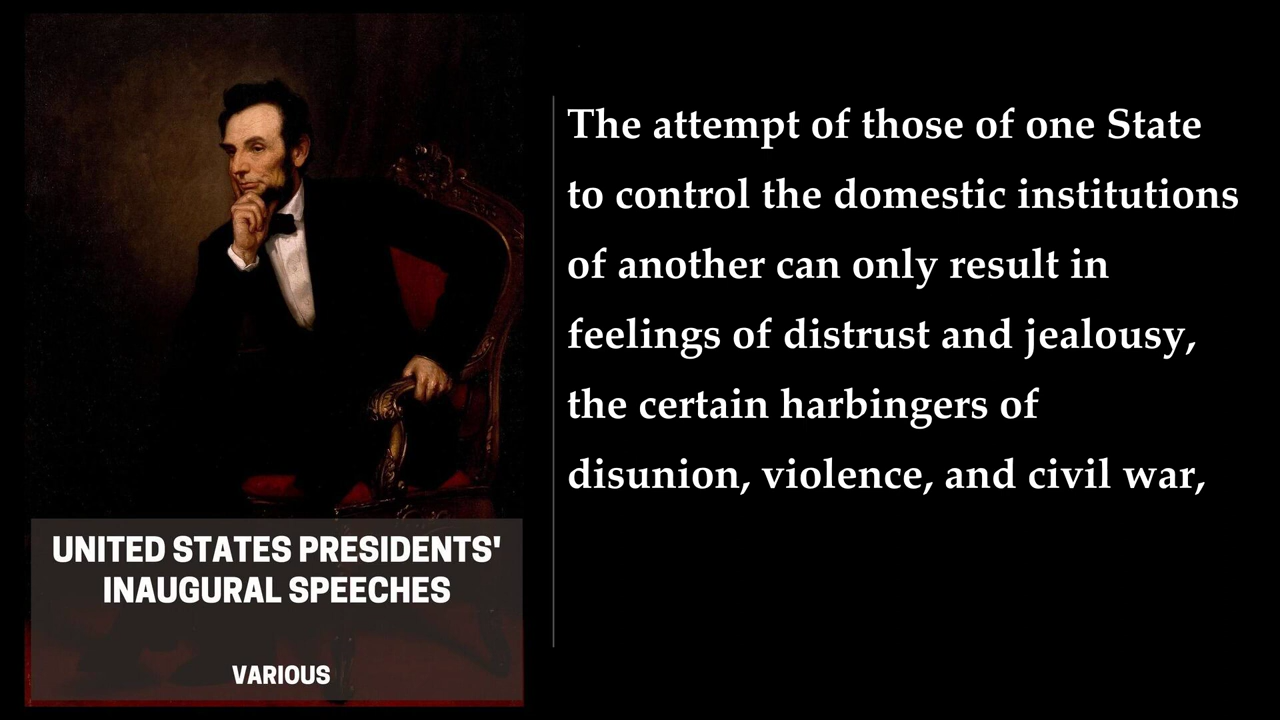 UNITED STATES PRESIDENTS'
INAUGURAL SPEECHES
VARIOUS
The attempt of those of one State
to control the domestic institutions
of another can only result in
feelings of distrust and jealousy,
the certain harbingers of
disunion, violence, and civil war,